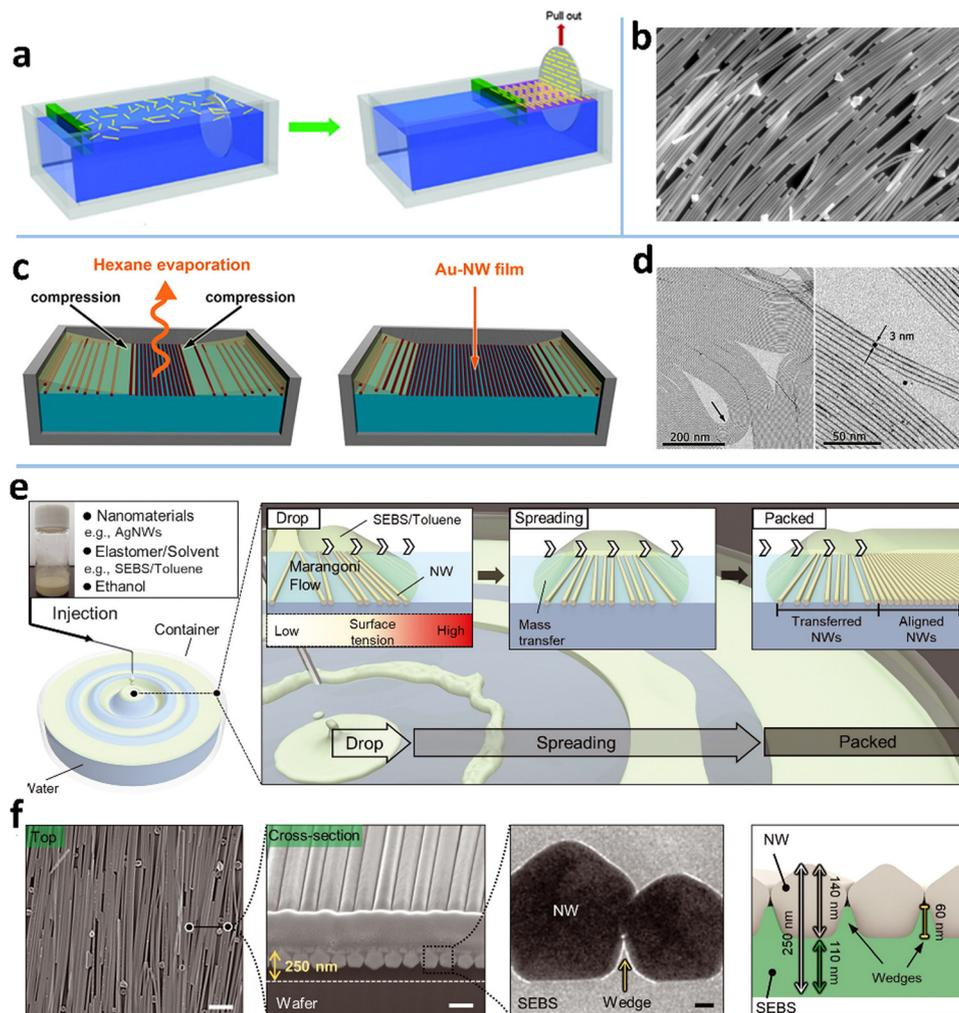 a
Pull out
b
c
Hexane evaporation
compression
compression
Au-NW film
d
200 nm
3 nm
50 nm
e
● Nanomaterials
e.g., AgNWs
● Elastomer/Solvent
e.g., SEBS/Toluene
● Ethanol
Injection
Container
Water
Drop
SEBS/Toluene
Marangoni
Flow
NW
Low
Surface
tension
High
Spreading
Mass
transfer
Packed
Transferred
NWs
Aligned
NWs
Drop
Spreading
Packed
f
Top
Cross-section
250 nm
Wafer
NW
SEBS
Wedge
NW
250 nm
140 nm
110 nm
60 nm
Wedges
SEBS